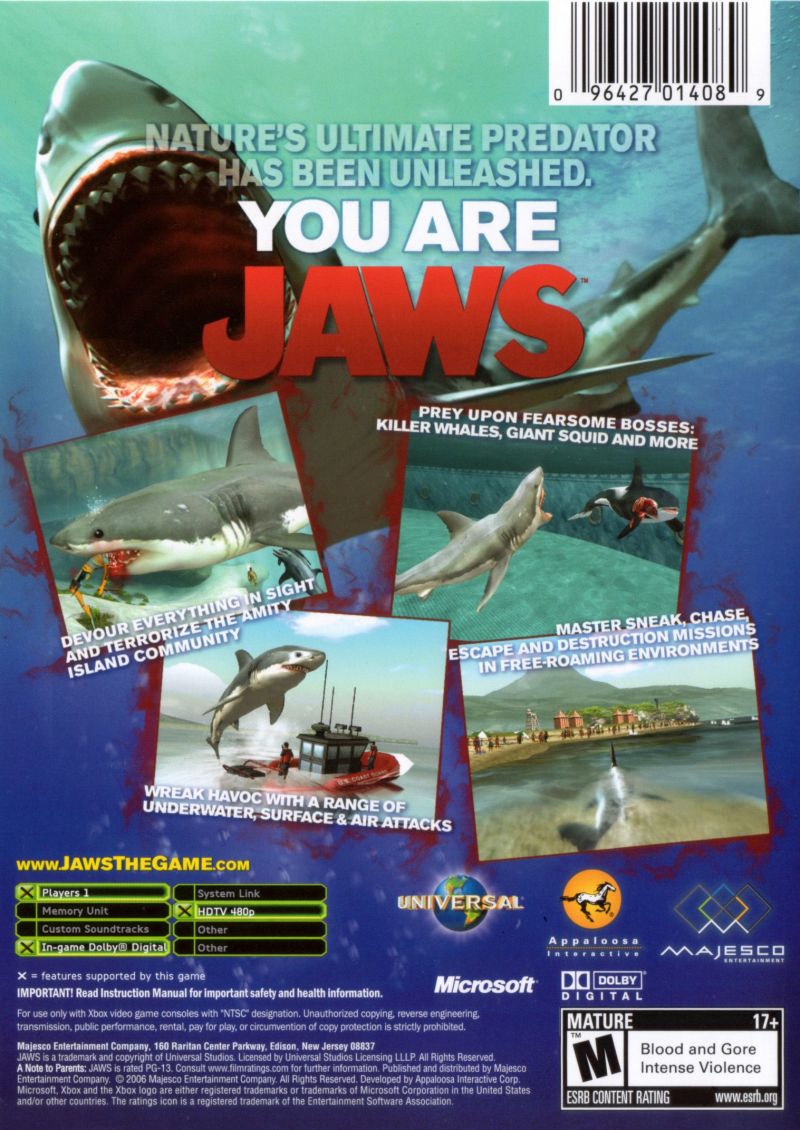 0 96427 01408 9
NATURE'S ULTIMATE PREDATOR
HAS BEEN UNLEASHED.
YOU ARE
JAWS™
PREY UPON FEARSOME BOSSES:
KILLER WHALES, GIANT SQUID AND MORE
DEVOUR EVERYTHING IN SIGHT
AND TERRORIZE THE AMITY
ISLAND COMMUNITY
MASTER SNEAK, CHASE,
ESCAPE AND DESTRUCTION MISSIONS
IN FREE-ROAMING ENVIRONMENTS
U.S. COAST GUARD
WREAK HAVOC WITH A RANGE OF
UNDERWATER, SURFACE & AIR ATTACKS
WWW.JAWSTHEGAME.COM
X Players 1
System Link
Memory Unit
X HDTV 480p
Custom Soundtracks
Other
X In-game Dolby® Digital
Other
X = features supported by this game
IMPORTANT! Read Instruction Manual for important safety and health information.
For use only with Xbox video game consoles with "NTSC" designation. Unauthorized copying, reverse engineering,
transmission, public performance, rental, pay for play, or circumvention of copy protection is strictly prohibited.
Majesco Entertainment Company, 160 Raritan Center Parkway, Edison, New Jersey 08837
JAWS is a trademark and copyright of Universal Studios. Licensed by Universal Studios Licensing LLLP. All Rights Reserved.
A Note to Parents: JAWS is rated PG-13. Consult www.filmratings.com for further information. Published and distributed by Majesco
Entertainment Company. © 2006 Majesco Entertainment Company. All Rights Reserved. Developed by Appaloosa Interactive Corp.
Microsoft, Xbox and the Xbox logo are either registered trademarks or trademarks of Microsoft Corporation in the United States
and/or other countries. The ratings icon is a registered trademark of the Entertainment Software Association.
UNIVERSAL
Appaloosa
Interactive
MAJESCO
ENTERTAINMENT
Microsoft®
DOLBY®
DIGITAL
MATURE 17+
M™
Blood and Gore
Intense Violence
ESRB CONTENT RATING www.esrb.org